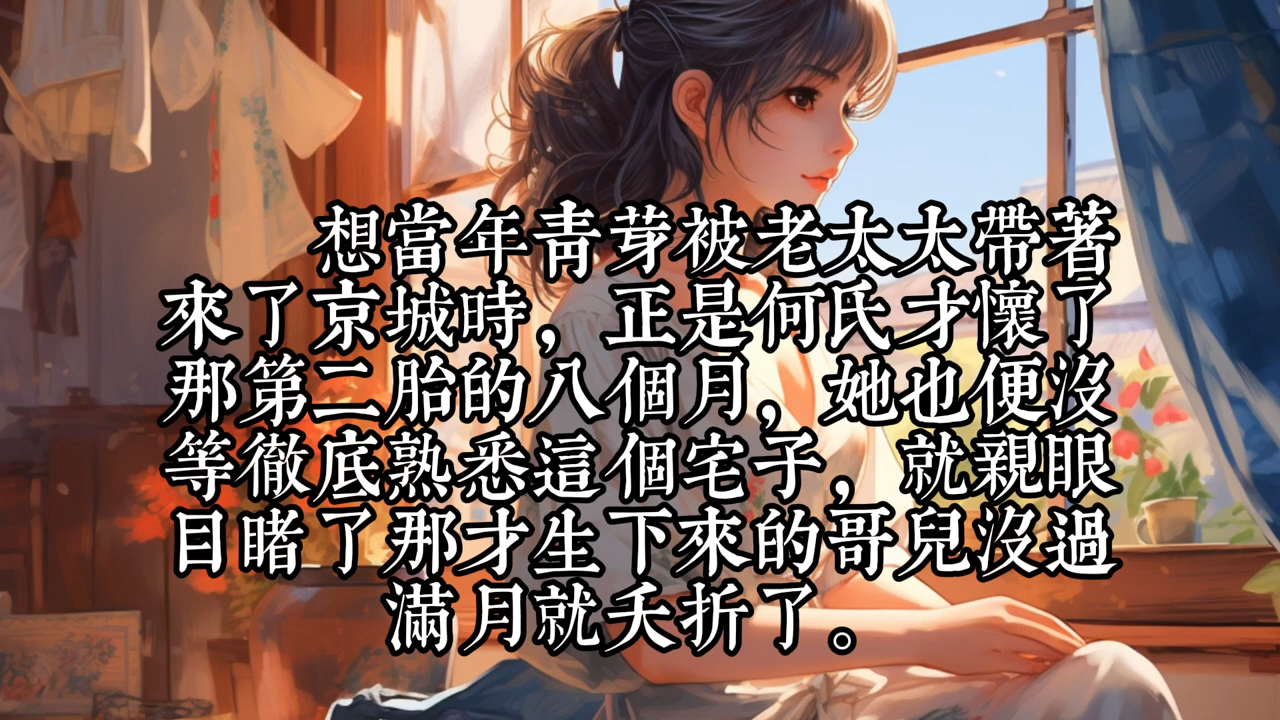 想當年青芽被老太太帶著
來了京城時，正是何氏才懷了
那第二胎的八個月，她也便沒
等徹底熟悉這個宅子，就親眼
目睹了那才生下來的哥兒沒過
滿月就夭折了。